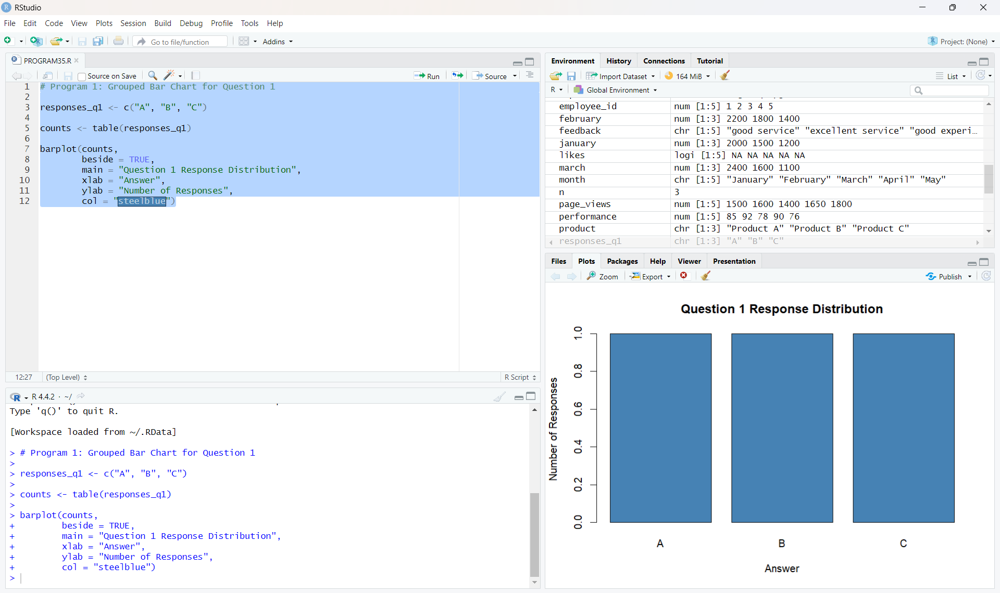 RStudio
File Edit Code View Plots Session Build Debug Profile Tools Help
Go to file/function Addins Project: (None)
PROGRAM35.R
Source on Save Run Source
1 # Program 1: Grouped Bar Chart for Question 1
2
3 responses_q1 <- c("A", "B", "C")
4
5 counts <- table(responses_q1)
6
7 barplot(counts,
8 beside = TRUE,
9 main = "Question 1 Response Distribution",
10 xlab = "Answer",
11 ylab = "Number of Responses",
12 col = "steelblue")
12:27 (Top Level) R Script
R 4.4.2 · ~/
Type 'q()' to quit R.
[Workspace loaded from ~/.RData]
> # Program 1: Grouped Bar Chart for Question 1
>
> responses_q1 <- c("A", "B", "C")
>
> counts <- table(responses_q1)
>
> barplot(counts,
+ beside = TRUE,
+ main = "Question 1 Response Distribution",
+ xlab = "Answer",
+ ylab = "Number of Responses",
+ col = "steelblue")
>
Environment History Connections Tutorial
Import Dataset 164 MiB List
R Global Environment
employee_id num [1:5] 1 2 3 4 5
february num [1:3] 2200 1800 1400
feedback chr [1:5] "good service" "excellent service" "good experi…
january num [1:3] 2000 1500 1200
likes logi [1:5] NA NA NA NA NA
march num [1:3] 2400 1600 1100
month chr [1:5] "January" "February" "March" "April" "May"
n 3
page_views num [1:5] 1500 1600 1400 1650 1800
performance num [1:5] 85 92 78 90 76
product chr [1:3] "Product A" "Product B" "Product C"
responses_q1 chr [1:3] "A" "B" "C"
Files Plots Packages Help Viewer Presentation
Zoom Export Publish
Question 1 Response Distribution
Number of Responses
1.0
0.8
0.6
0.4
0.2
0.0
A B C
Answer